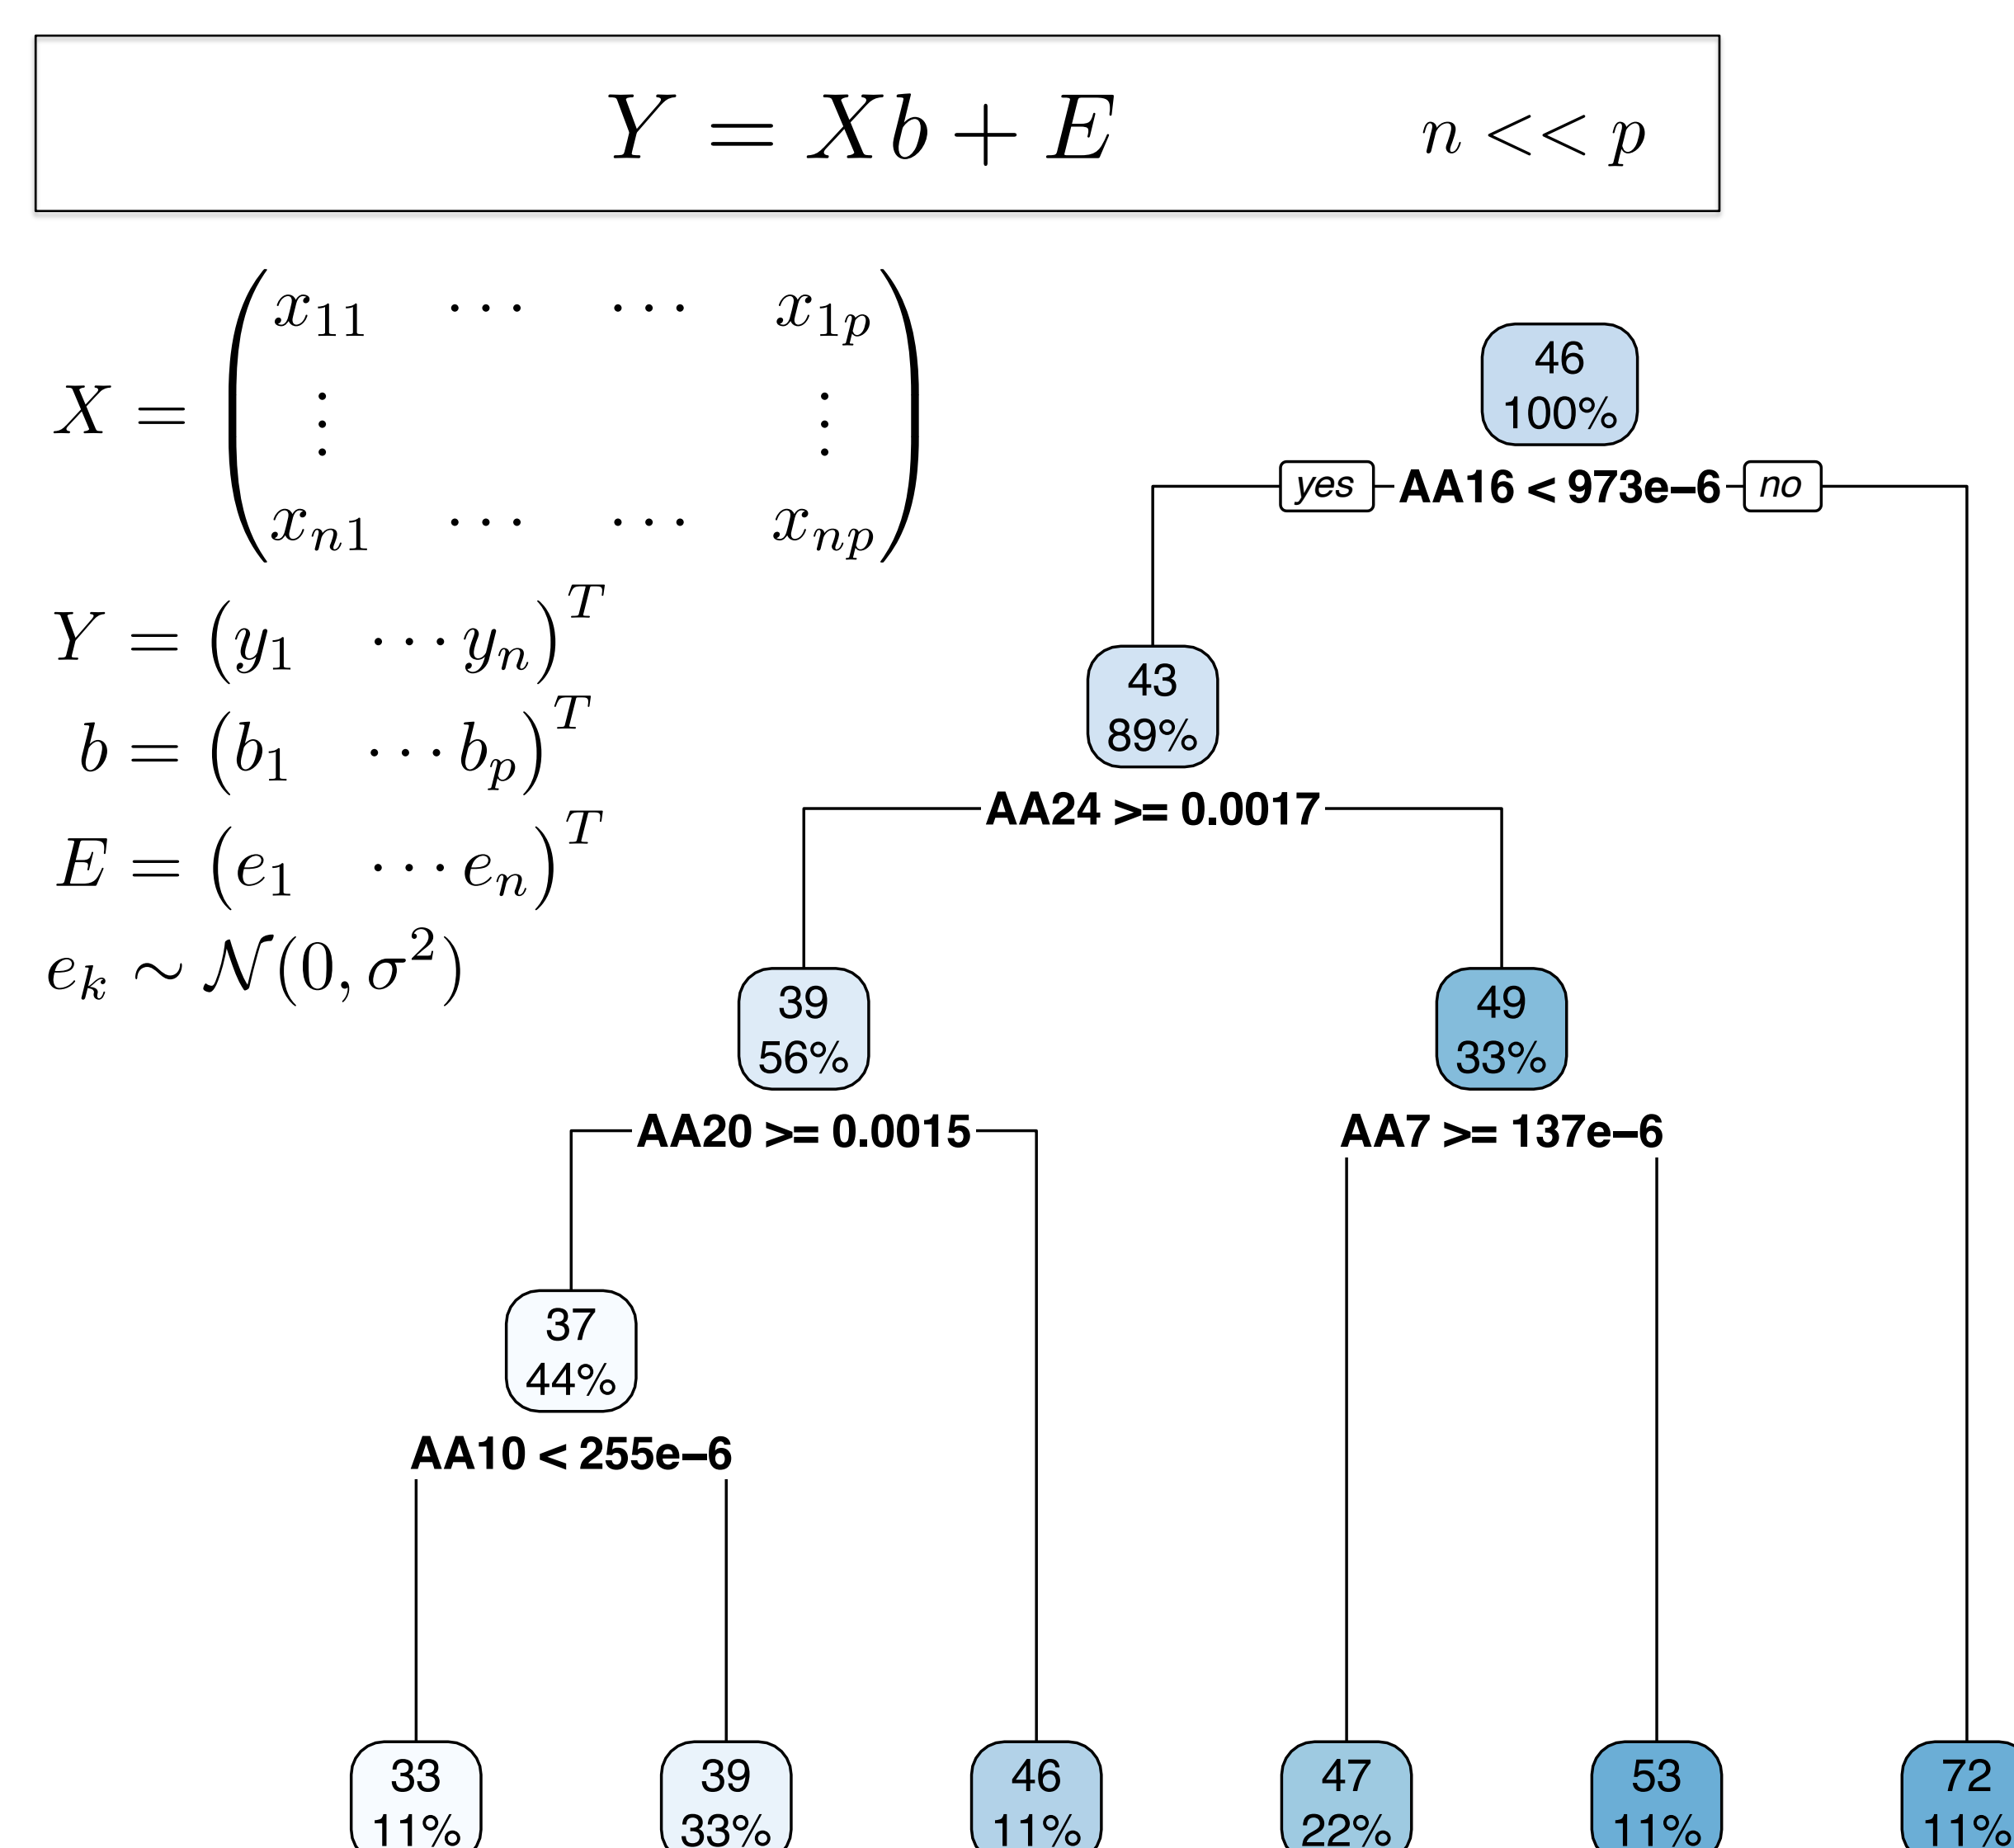 Y = Xb + E n << p
X = ( x11 ⋯ ⋯ x1p
⋮ ⋮
xn1 ⋯ ⋯ xnp )
Y = (y1 ⋯ yn)^T
b = (b1 ⋯ bp)^T
E = (e1 ⋯ en)^T
ek ∼ N(0, σ^2)
46
100%
yes AA16 < 973e−6 no
43
89%
AA24 >= 0.0017
39 49
56% 33%
AA20 >= 0.0015 AA7 >= 137e−6
37
44%
AA10 < 255e−6
33 39 46 47 53 72
11% 33% 11% 22% 11% 11%